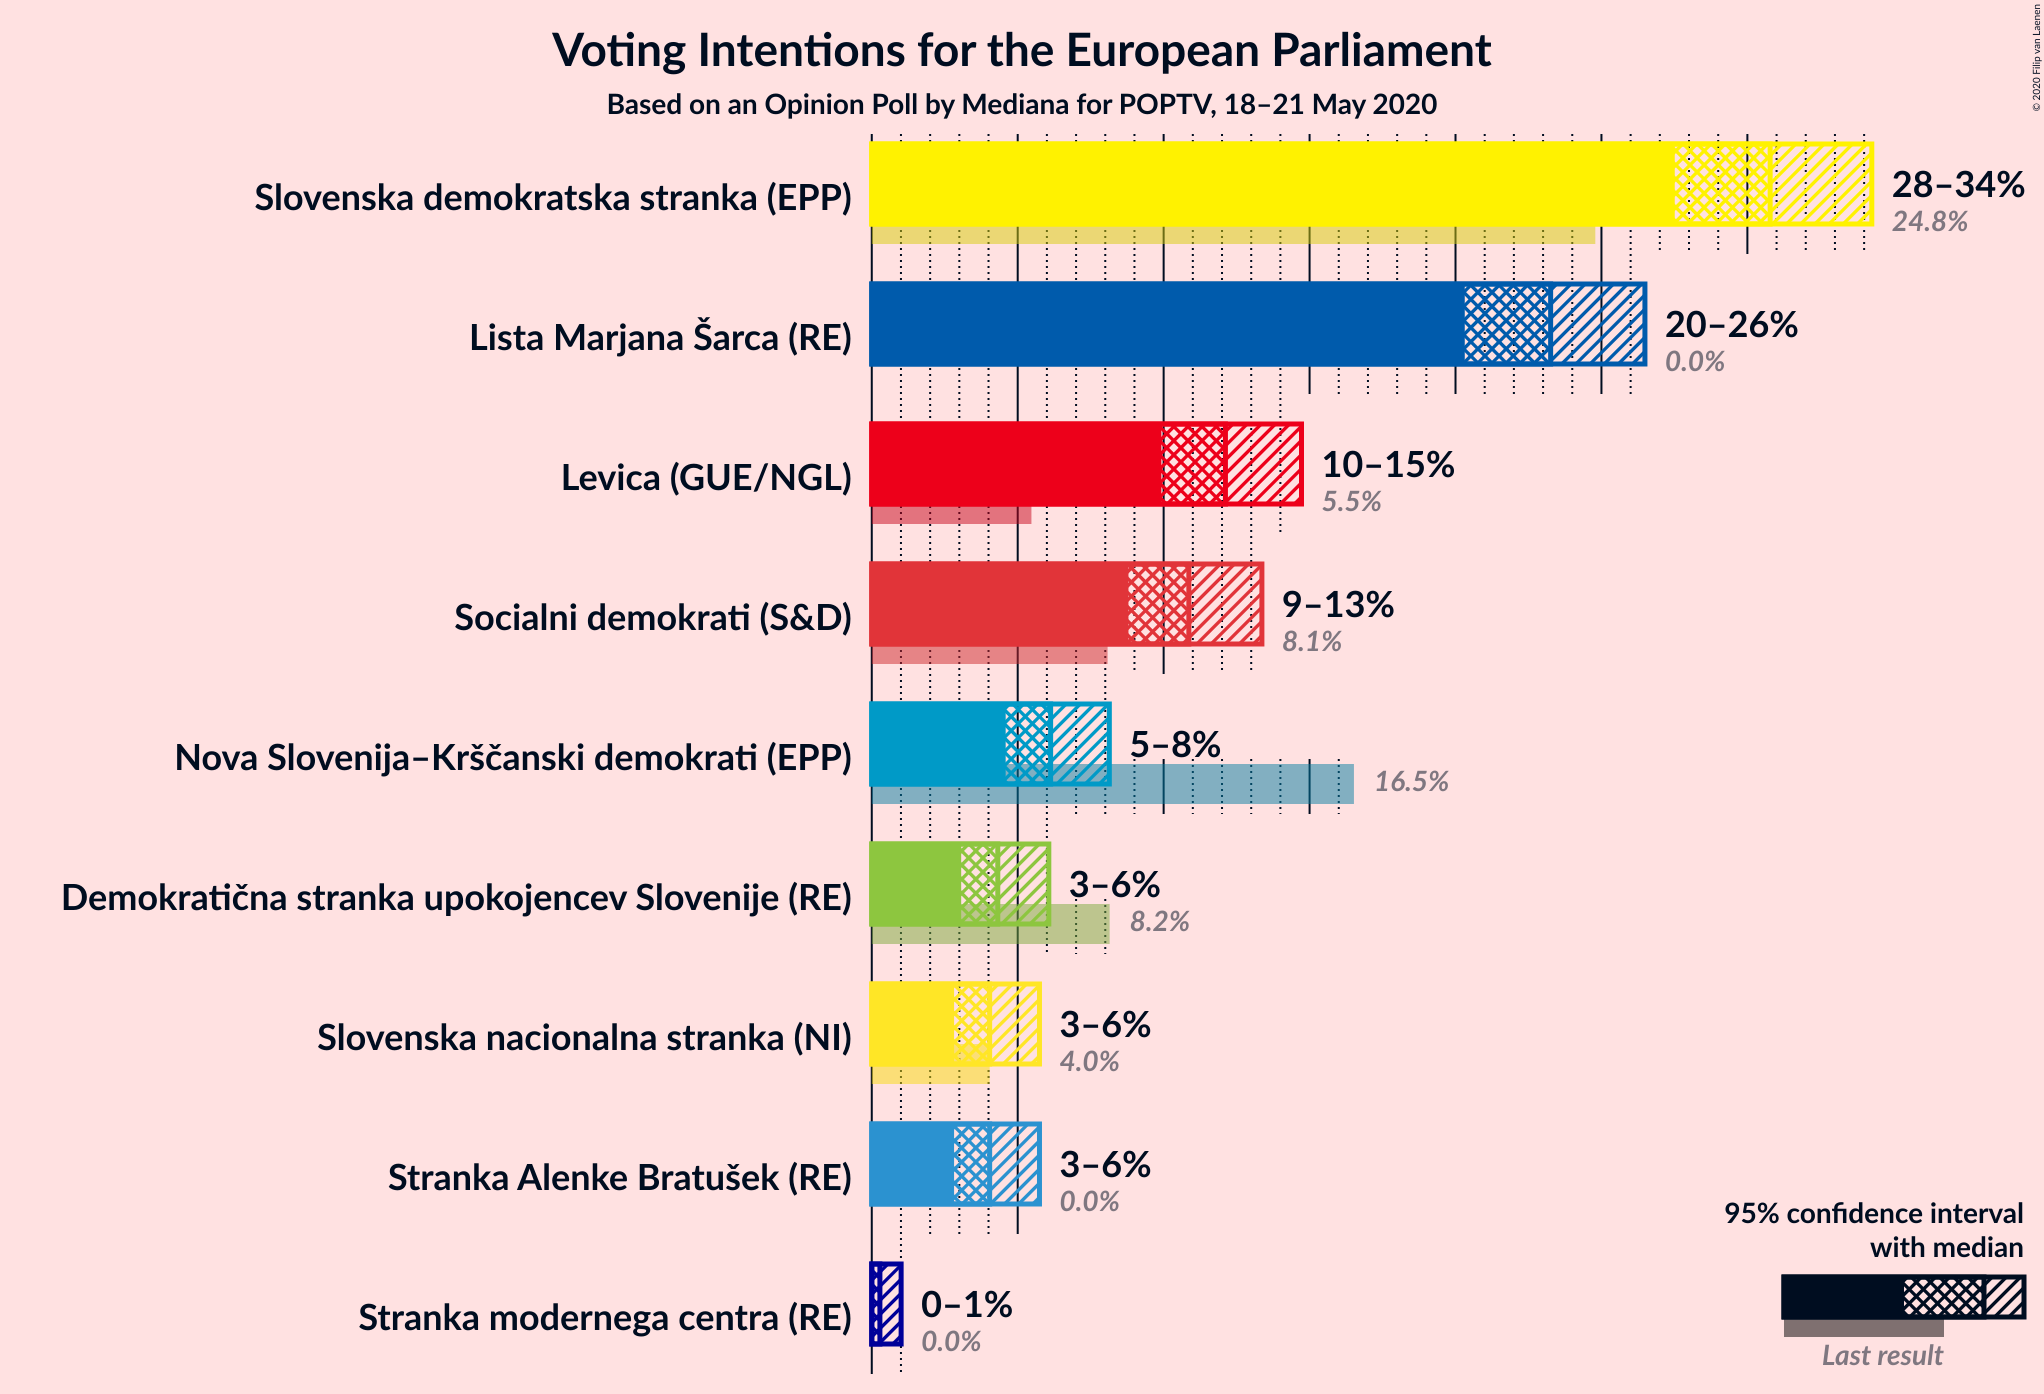 Voting Intentions for the European Parliament
Based on an Opinion Poll by Mediana for POPTV, 18–21 May 2020
© 2020 Filip van Laenen
Slovenska demokratska stranka (EPP)
28–34%
24.8%
Lista Marjana Šarca (RE)
20–26%
0.0%
Levica (GUE/NGL)
10–15%
5.5%
Socialni demokrati (S&D)
9–13%
8.1%
Nova Slovenija–Krščanski demokrati (EPP)
5–8%
16.5%
Demokratična stranka upokojencev Slovenije (RE)
3–6%
8.2%
Slovenska nacionalna stranka (NI)
3–6%
4.0%
Stranka Alenke Bratušek (RE)
3–6%
0.0%
Stranka modernega centra (RE)
0–1%
0.0%
95% confidence interval
with median
Last result